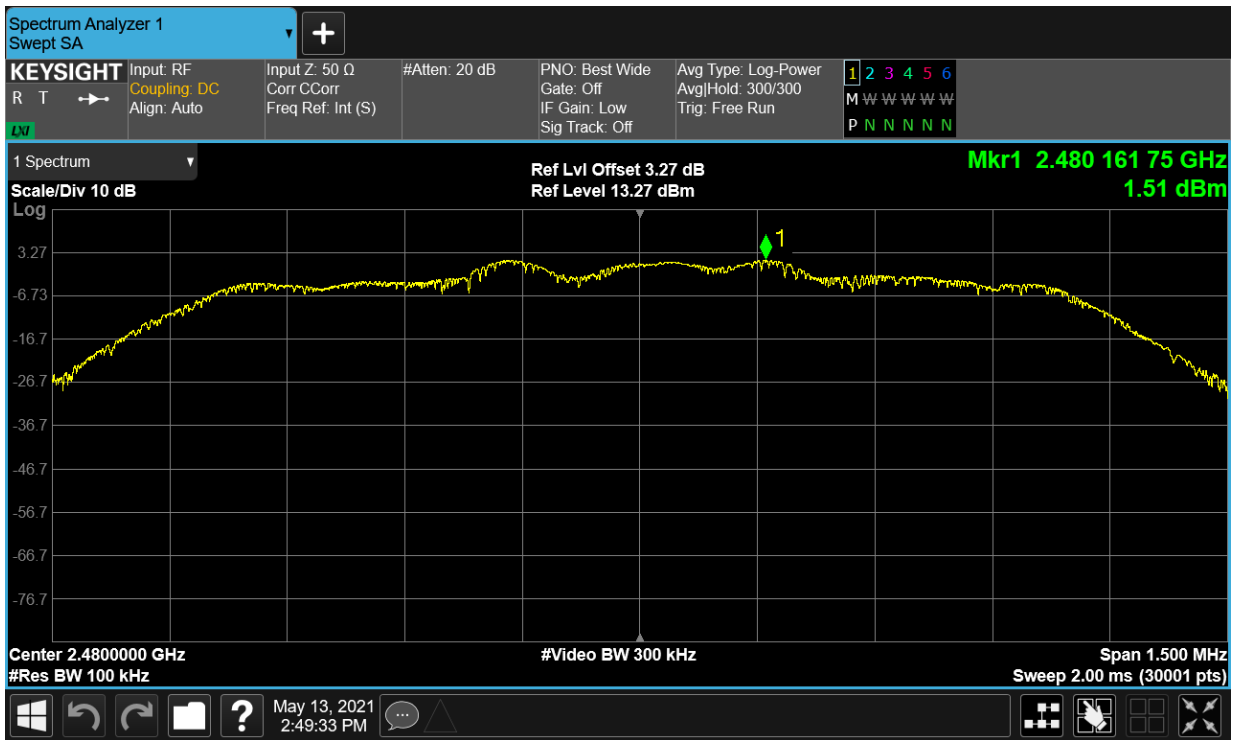 Spectrum Analyzer 1
Swept SA
KEYSIGHT
R T
LXI
Input: RF
Coupling: DC
Align: Auto
Input Z: 50 Ω
Corr CCorr
Freq Ref: Int (S)
#Atten: 20 dB
PNO: Best Wide
Gate: Off
IF Gain: Low
Sig Track: Off
Avg Type: Log-Power
Avg|Hold: 300/300
Trig: Free Run
1 2 3 4 5 6
M W W W W W
P N N N N N
1 Spectrum
Scale/Div 10 dB
Log
Ref Lvl Offset 3.27 dB
Ref Level 13.27 dBm
Mkr1 2.480 161 75 GHz
1.51 dBm
1
3.27
-6.73
-16.7
-26.7
-36.7
-46.7
-56.7
-66.7
-76.7
Center 2.4800000 GHz
#Res BW 100 kHz
#Video BW 300 kHz
Span 1.500 MHz
Sweep 2.00 ms (30001 pts)
?
May 13, 2021
2:49:33 PM